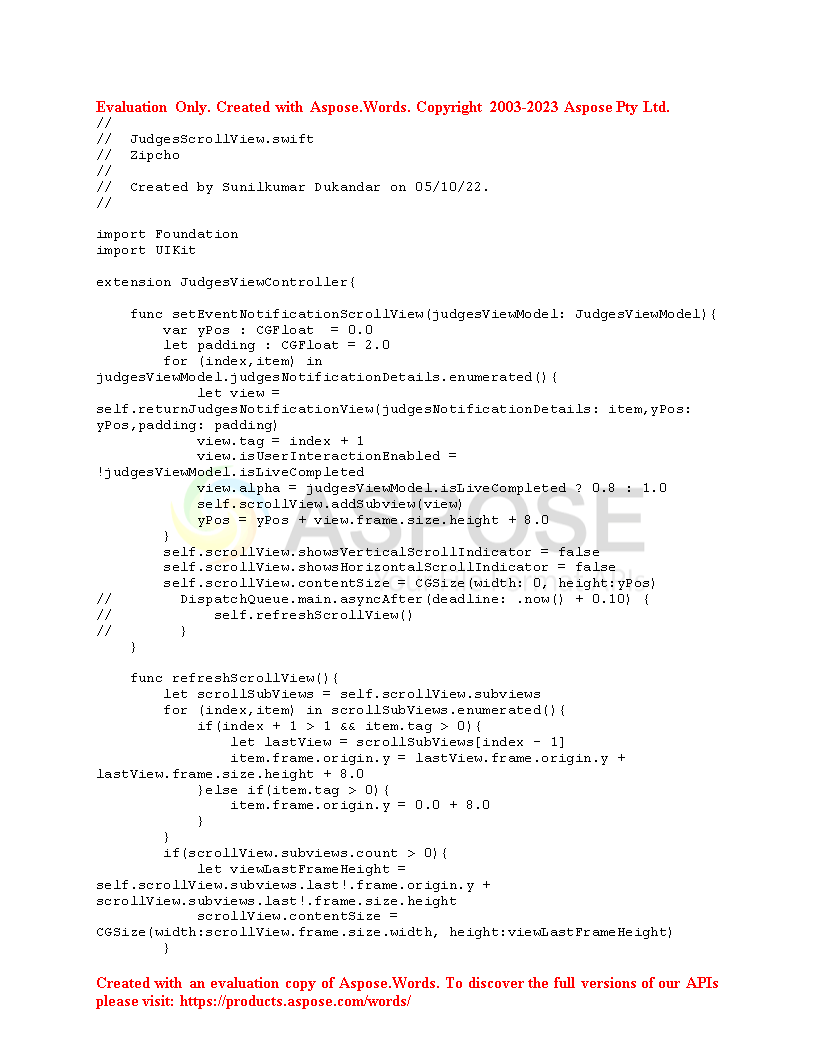 Evaluation Only. Created with Aspose.Words. Copyright 2003-2023 Aspose Pty Ltd.
//
//  JudgesScrollView.swift
//  Zipcho
//
//  Created by Sunilkumar Dukandar on 05/10/22.
//
import Foundation
import UIKit
extension JudgesViewController{
    func setEventNotificationScrollView(judgesViewModel: JudgesViewModel){
        var yPos : CGFloat  = 0.0
        let padding : CGFloat = 2.0
        for (index,item) in
judgesViewModel.judgesNotificationDetails.enumerated(){
            let view =
self.returnJudgesNotificationView(judgesNotificationDetails: item,yPos:
yPos,padding: padding)
            view.tag = index + 1
            view.isUserInteractionEnabled =
!judgesViewModel.isLiveCompleted
            view.alpha = judgesViewModel.isLiveCompleted ? 0.8 : 1.0
            self.scrollView.addSubview(view)
            yPos = yPos + view.frame.size.height + 8.0
        }
        self.scrollView.showsVerticalScrollIndicator = false
        self.scrollView.showsHorizontalScrollIndicator = false
        self.scrollView.contentSize = CGSize(width: 0, height:yPos)
//        DispatchQueue.main.asyncAfter(deadline: .now() + 0.10) {
//            self.refreshScrollView()
//        }
    }
    func refreshScrollView(){
        let scrollSubViews = self.scrollView.subviews
        for (index,item) in scrollSubViews.enumerated(){
            if(index + 1 > 1 && item.tag > 0){
                let lastView = scrollSubViews[index - 1]
                item.frame.origin.y = lastView.frame.origin.y +
lastView.frame.size.height + 8.0
            }else if(item.tag > 0){
                item.frame.origin.y = 0.0 + 8.0
            }
        }
        if(scrollView.subviews.count > 0){
            let viewLastFrameHeight =
self.scrollView.subviews.last!.frame.origin.y +
scrollView.subviews.last!.frame.size.height
            scrollView.contentSize =
CGSize(width:scrollView.frame.size.width, height:viewLastFrameHeight)
        }
ASPOSE
Created with an evaluation copy of Aspose.Words. To discover the full versions of our APIs
please visit: https://products.aspose.com/words/